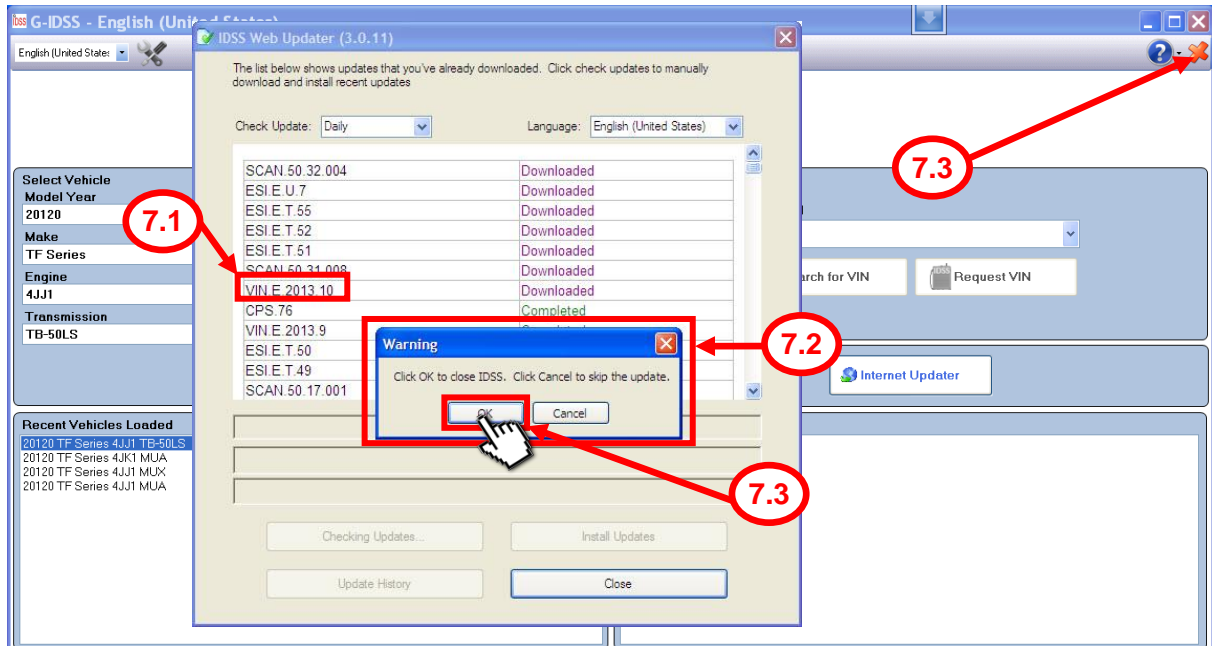 G-IDSS - English (United States)
English (United State:
7.3
Select Vehicle
Model Year
20120
Make
TF Series
Engine
4JJ1
Transmission
TB-50LS
7.1
IDSS Web Updater (3.0.11)
The list below shows updates that you've already downloaded. Click check updates to manually
download and install recent updates
Check Update: Daily
Language: English (United States)
SCAN.50.32.004 Downloaded
ESI.E.U.7 Downloaded
ESI.E.T.55 Downloaded
ESI.E.T.52 Downloaded
ESI.E.T.51 Downloaded
SCAN.50.31.008 Downloaded
VIN.E.2013.10 Downloaded
CPS.76 Completed
VIN.E.2013.9 Completed
ESI.E.T.50
ESI.E.T.49
SCAN.50.17.001
Warning
Click OK to close IDSS. Click Cancel to skip the update.
OK
Cancel
7.2
7.3
Checking Updates...
Install Updates
Update History
Close
arch for VIN
Request VIN
Internet Updater
Recent Vehicles Loaded
20120 TF Series 4JJ1 TB-50LS
20120 TF Series 4JK1 MUA
20120 TF Series 4JJ1 MUX
20120 TF Series 4JJ1 MUA